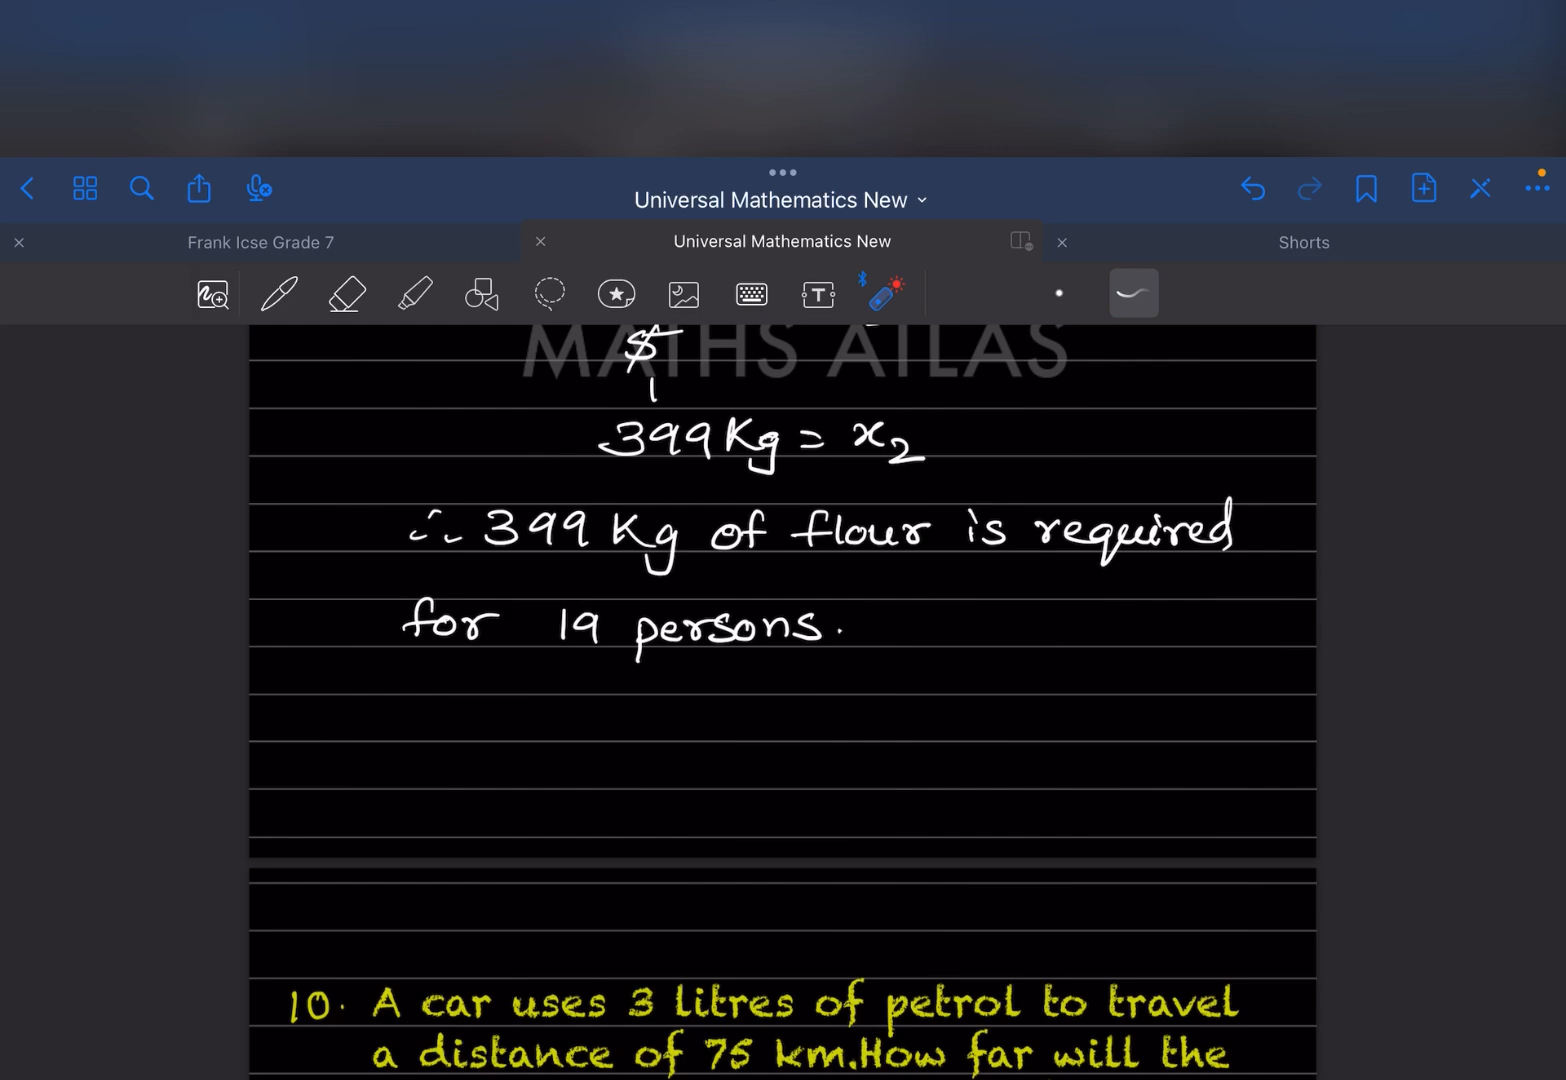 Universal Mathematics New
Frank Icse Grade 7
Universal Mathematics New
Shorts
MATHS ATLAS
5
1
399 Kg = x₂
∴ 399 Kg of flour is required
for 19 persons.
10. A car uses 3 litres of petrol to travel
a distance of 75 km.How far will the